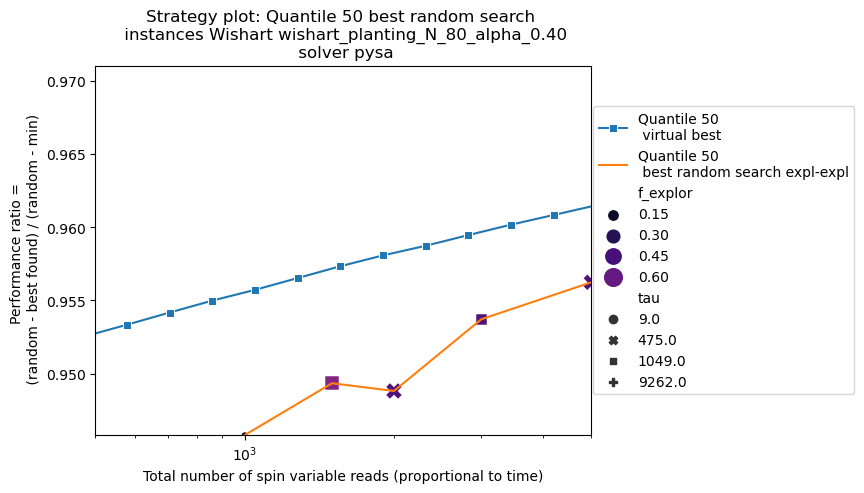 Strategy plot: Quantile 50 best random search
instances Wishart wishart_planting_N_80_alpha_0.40
solver pysa
0.970
0.965
0.960
0.955
0.950
Performance ratio =
(random - best found) / (random - min)
10^3
Total number of spin variable reads (proportional to time)
Quantile 50
virtual best
Quantile 50
best random search expl-expl
f_explor
0.15
0.30
0.45
0.60
tau
9.0
475.0
1049.0
9262.0